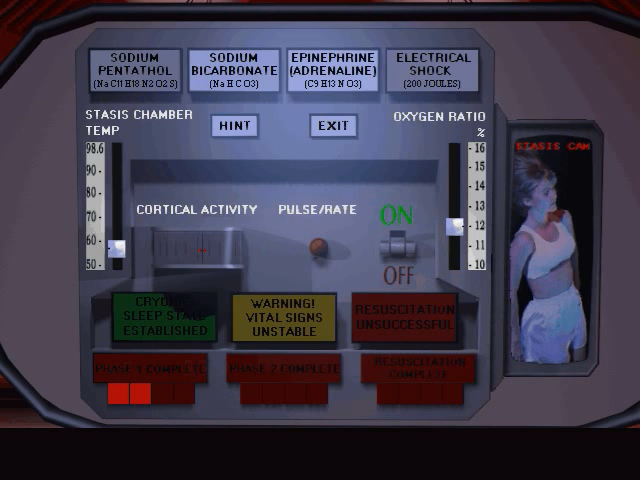 SODIUM
PENTATHOL
(Na C11 H18 N2 O2 S)
SODIUM
BICARBONATE
(Na H C O3)
EPINEPHRINE
(ADRENALINE)
(C9 H13 N O3)
ELECTRICAL
SHOCK
(200 JOULES)
STASIS CHAMBER
TEMP
HINT
EXIT
OXYGEN RATIO
%
98.6
90
80
70
60
50
16
15
14
13
12
11
10
STASIS CAM
CORTICAL ACTIVITY
PULSE/RATE
ON
OFF
CRYONIC
SLEEP STATE
ESTABLISHED
WARNING!
VITAL SIGNS
UNSTABLE
RESUSCITATION
UNSUCCESSFUL
PHASE 1 COMPLETE
PHASE 2 COMPLETE
RESUSCITATION
COMPLETE